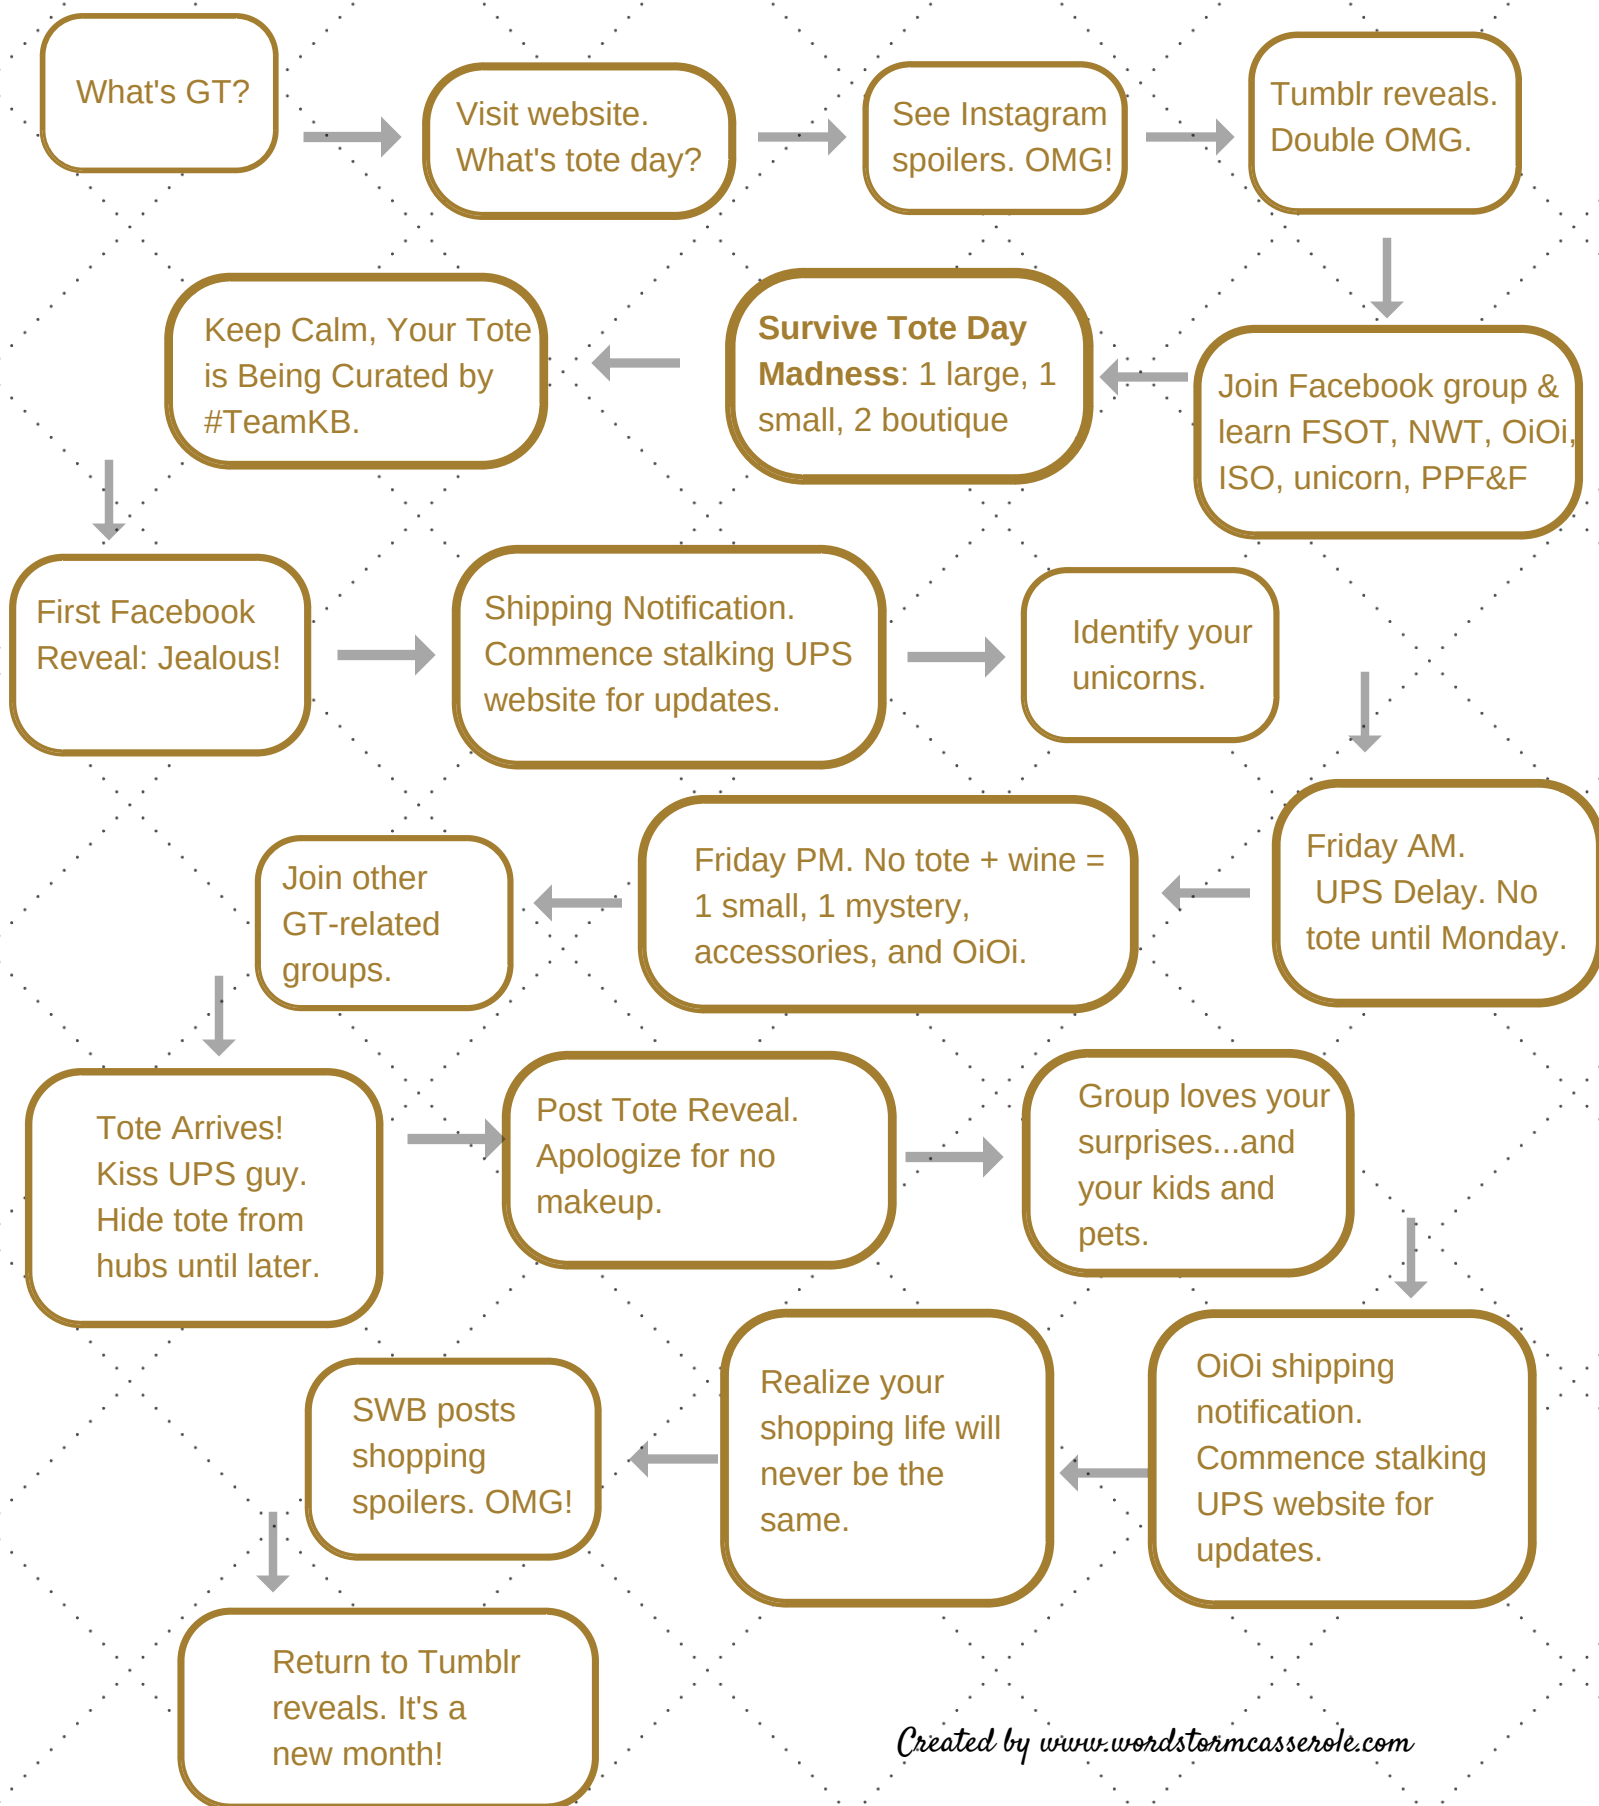 What's GT?
Visit website.
What's tote day?
See Instagram
spoilers. OMG!
Tumblr reveals.
Double OMG.
Join Facebook group &
learn FSOT, NWT, OiOi,
ISO, unicorn, PPF&F
Survive Tote Day
Madness: 1 large, 1
small, 2 boutique
Keep Calm, Your Tote
is Being Curated by
#TeamKB.
First Facebook
Reveal: Jealous!
Shipping Notification.
Commence stalking UPS
website for updates.
Identify your
unicorns.
Friday AM.
UPS Delay. No
tote until Monday.
Friday PM. No tote + wine =
1 small, 1 mystery,
accessories, and OiOi.
Join other
GT-related
groups.
Tote Arrives!
Kiss UPS guy.
Hide tote from
hubs until later.
Post Tote Reveal.
Apologize for no
makeup.
Group loves your
surprises...and
your kids and
pets.
OiOi shipping
notification.
Commence stalking
UPS website for
updates.
Realize your
shopping life will
never be the
same.
SWB posts
shopping
spoilers. OMG!
Return to Tumblr
reveals. It's a
new month!
Created by www.wordstormcasserole.com